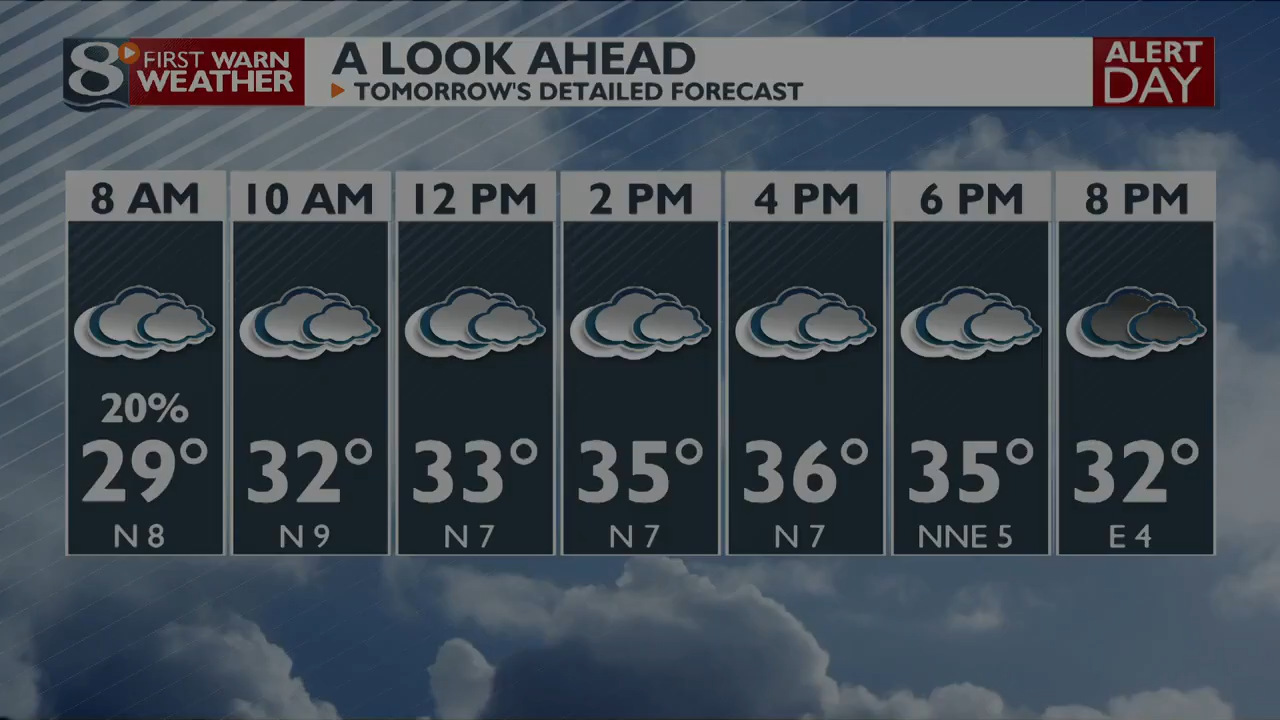 8 FIRST WARN
WEATHER
A LOOK AHEAD
TOMORROW'S DETAILED FORECAST
ALERT
DAY
8 AM 10 AM 12 PM 2 PM 4 PM 6 PM 8 PM
20%
29° 32° 33° 35° 36° 35° 32°
N 8 N 9 N 7 N 7 N 7 NNE 5 E 4